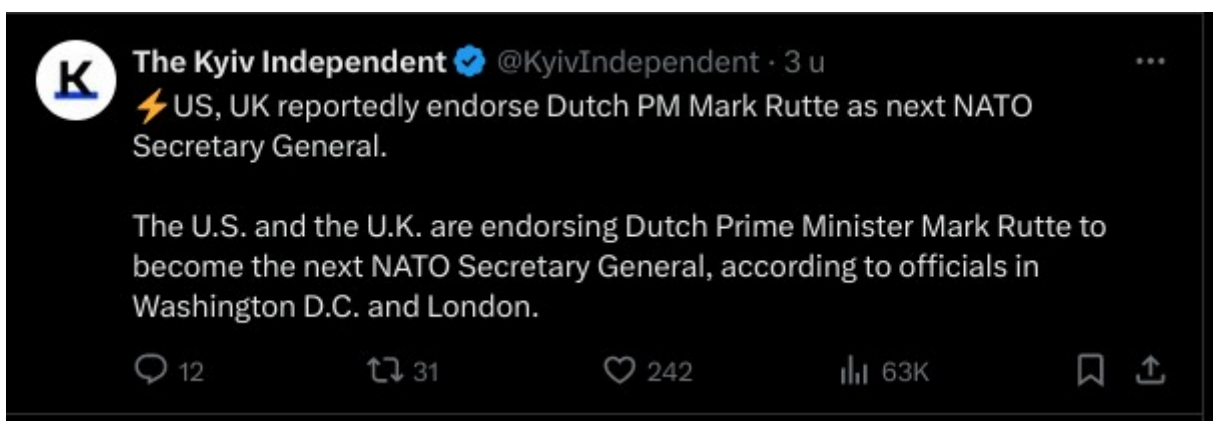 K
The Kyiv Independent @KyivIndependent · 3 u
⚡US, UK reportedly endorse Dutch PM Mark Rutte as next NATO
Secretary General.
The U.S. and the U.K. are endorsing Dutch Prime Minister Mark Rutte to
become the next NATO Secretary General, according to officials in
Washington D.C. and London.
12 31 242 63K